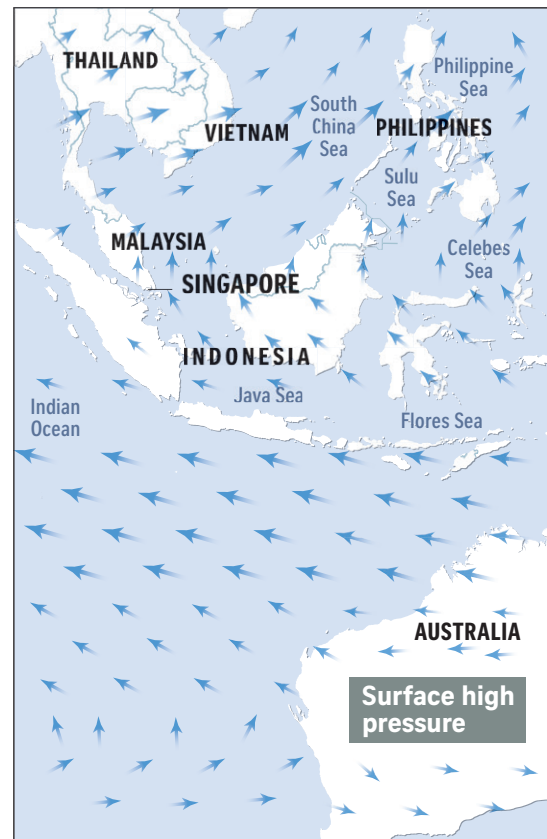 THAILAND
Philippine
Sea
South
China
Sea
VIETNAM
PHILIPPINES
Sulu
Sea
MALAYSIA
Celebes
Sea
SINGAPORE
INDONESIA
Java Sea
Indian
Ocean
Flores Sea
AUSTRALIA
Surface high
pressure